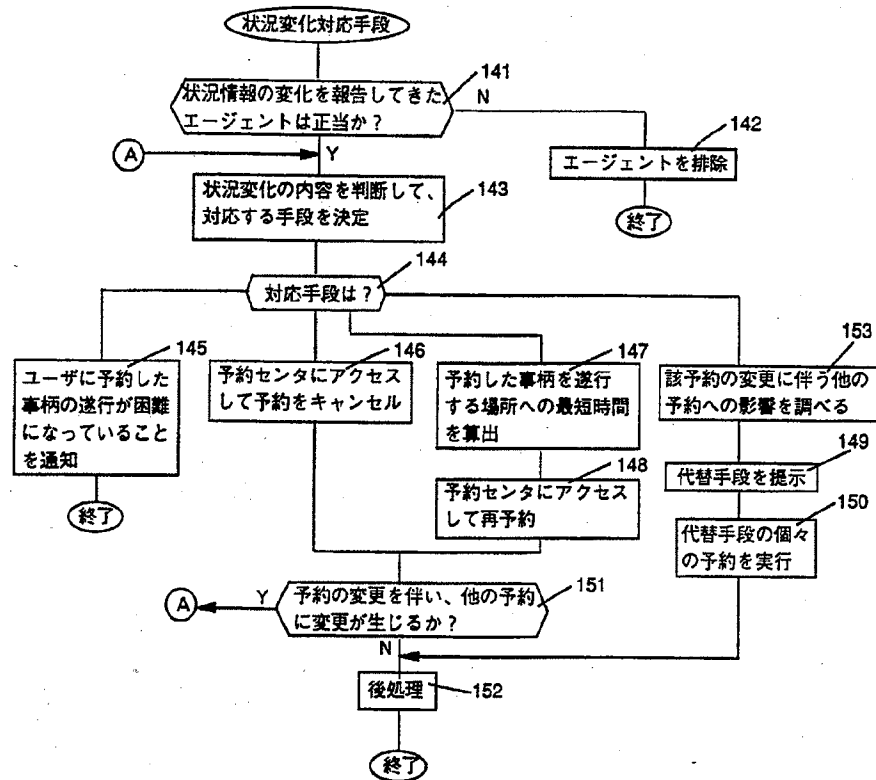 状況変化対応手段
141
状況情報の変化を報告してきた
エージェントは正当か?
N
142
エージェントを排除
終了
A
Y
143
状況変化の内容を判断して、
対応する手段を決定
144
対応手段は?
145
ユーザに予約した
事柄の遂行が困難
になっていること
を通知
終了
146
予約センタにアクセス
して予約をキャンセル
147
予約した事柄を遂行
する場所への最短時間
を算出
148
予約センタにアクセス
して再予約
153
該予約の変更に伴う他の
予約への影響を調べる
149
代替手段を提示
150
代替手段の個々
の予約を実行
151
予約の変更を伴い、他の予約
に変更が生じるか?
Y
A
N
後処理
152
終了